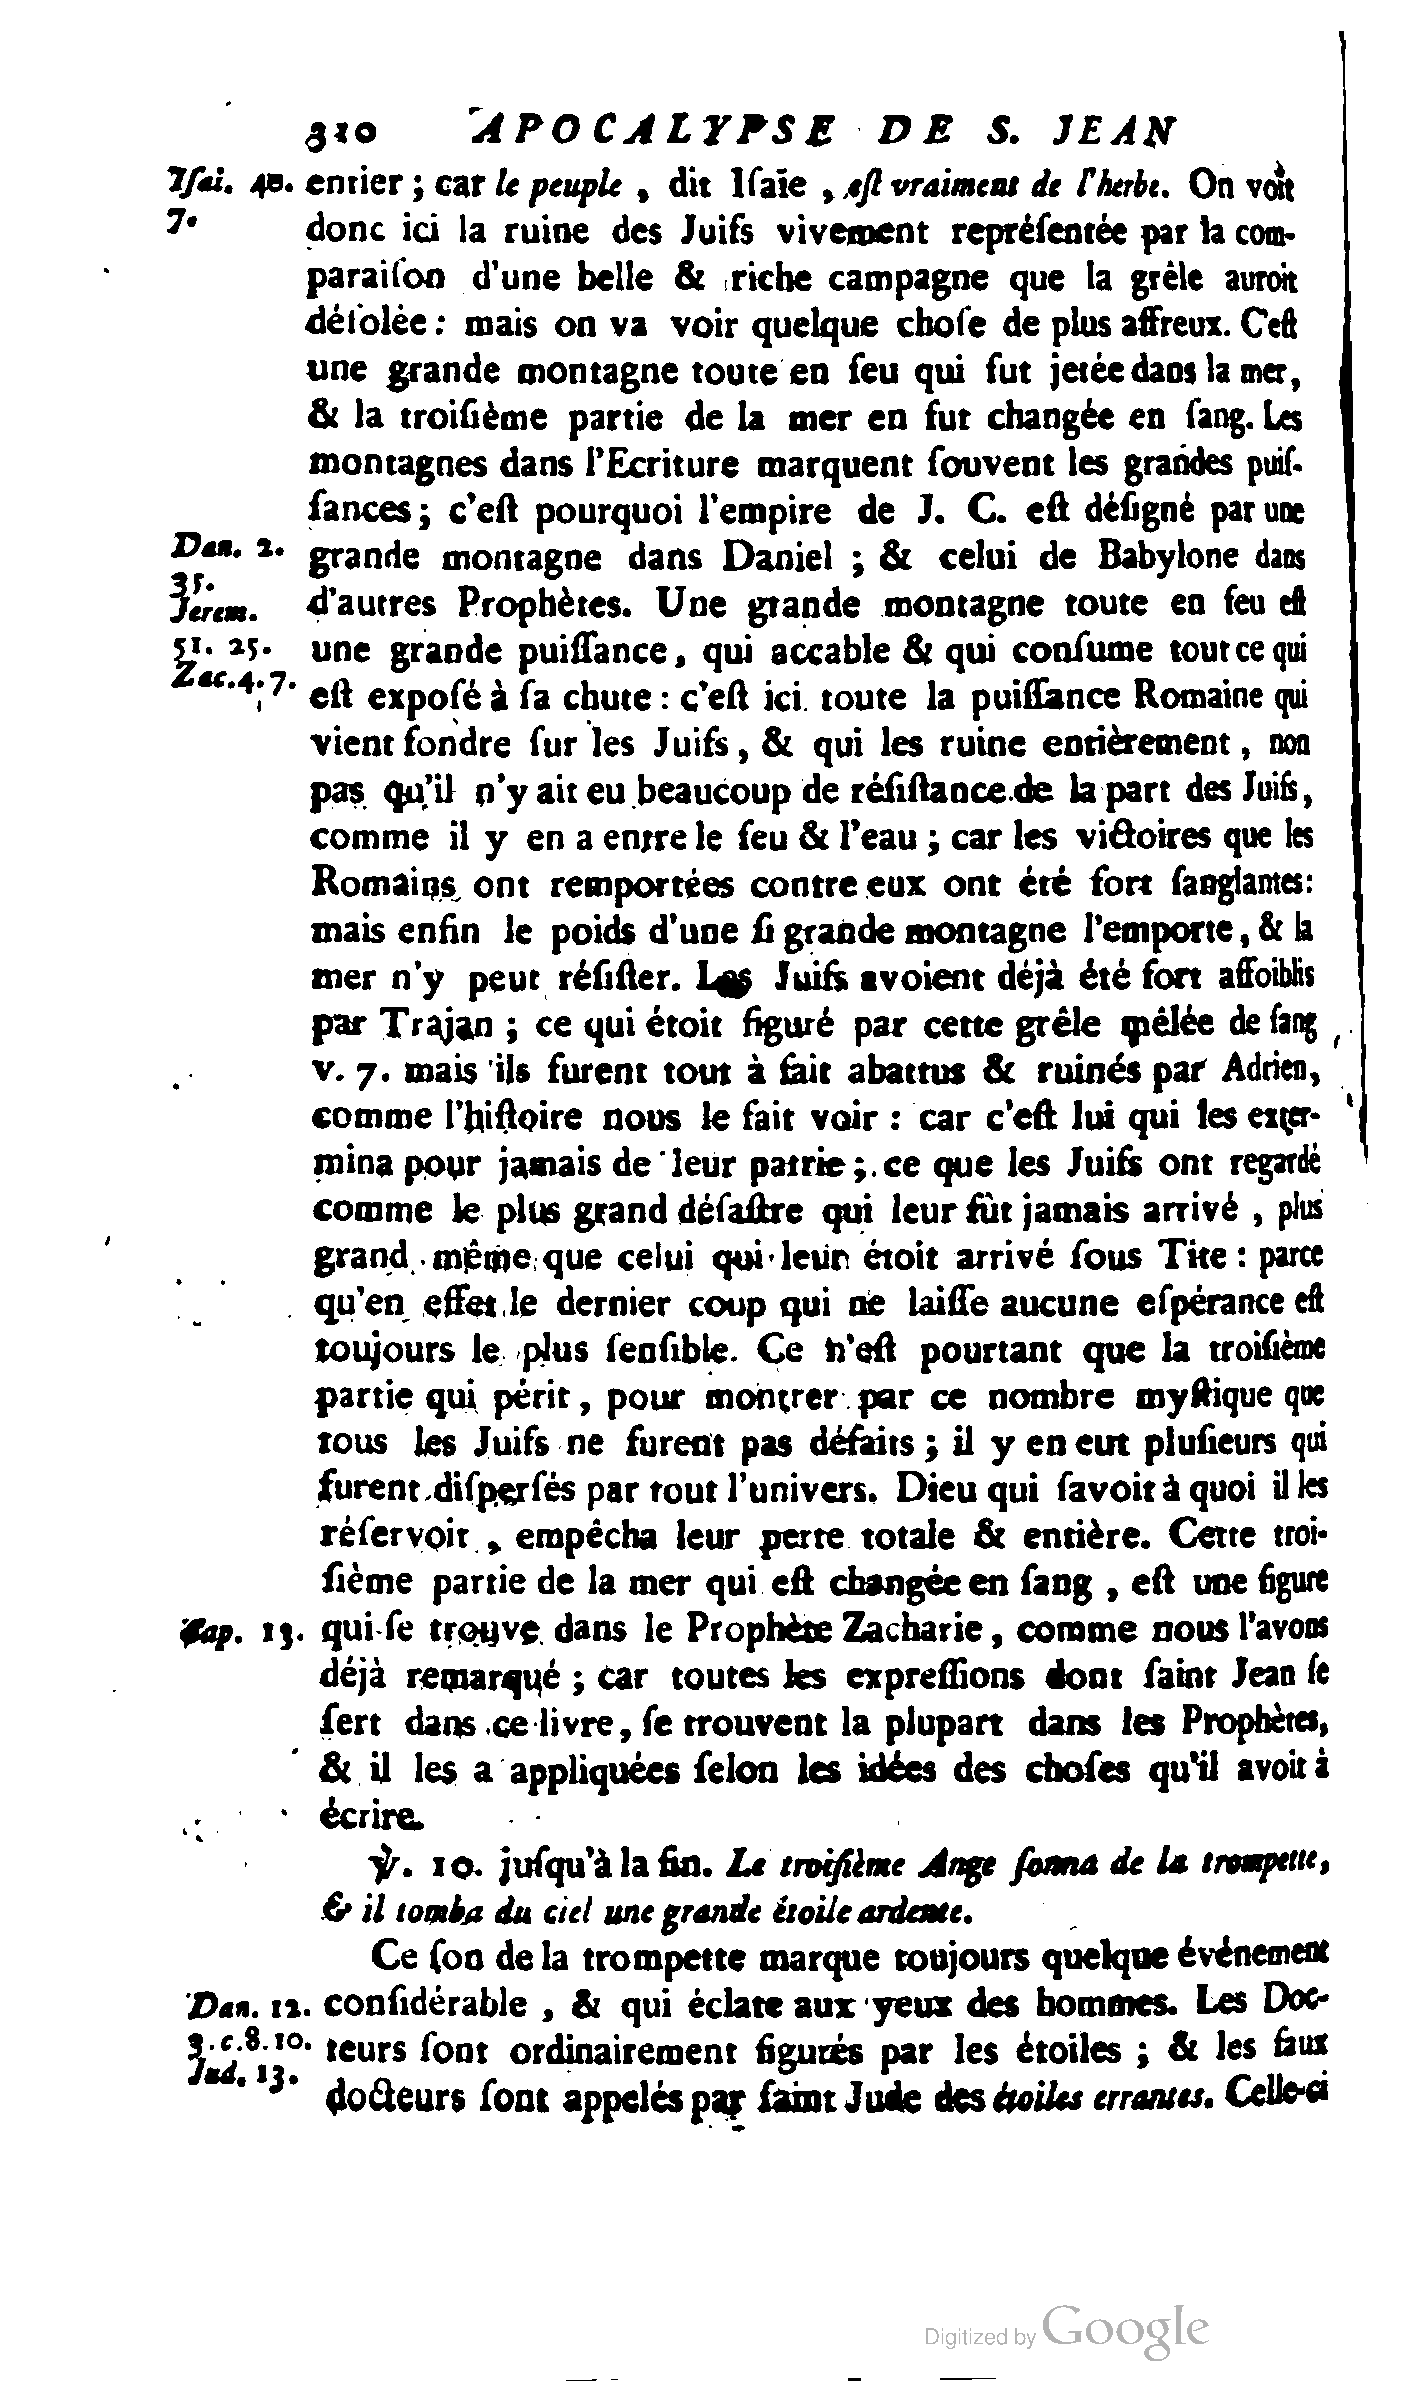 310 APOCALYPSE DE S. JEAN
Iſai. 40. entier ; car le peuple , dit Iſaïe , eſt vraiment de l'herbe. On voit
7. donc ici la ruine des Juifs vivement repréſentée par la com-
paraiſon d'une belle & riche campagne que la grêle auroit
déſolée : mais on va voir quelque choſe de plus affreux. C'eſt
une grande montagne toute en feu qui fut jetée dans la mer,
& la troiſième partie de la mer en fut changée en ſang. Les
montagnes dans l'Ecriture marquent ſouvent les grandes puiſ-
ſances ; c'eſt pourquoi l'empire de J. C. eſt déſigné par une
Dan. 2. grande montagne dans Daniel ; & celui de Babylone dans
35.
Jerem. d'autres Prophètes. Une grande montagne toute en feu eſt
51. 25. une grande puiſſance, qui accable & qui conſume tout ce qui
Zac. 4. 7. eſt expoſé à ſa chute : c'eſt ici toute la puiſſance Romaine qui
vient fondre ſur les Juifs, & qui les ruine entièrement , non
pas qu'il n'y ait eu beaucoup de réſiſtance de la part des Juifs,
comme il y en a entre le feu & l'eau ; car les victoires que les
Romains ont remportées contre eux ont été fort ſanglantes :
mais enfin le poids d'une ſi grande montagne l'emporte, & la
mer n'y peut réſiſter. Les Juifs avoient déjà été fort affoiblis
par Trajan ; ce qui étoit figuré par cette grêle mêlée de ſang ,
v. 7. mais ils furent tout à fait abattus & ruinés par Adrien,
comme l'hiſtoire nous le fait voir : car c'eſt lui qui les exter-
mina pour jamais de leur patrie ; ce que les Juifs ont regardé
comme le plus grand déſaſtre qui leur fût jamais arrivé , plus
grand même que celui qui leur étoit arrivé ſous Tite : parce
qu'en effet le dernier coup qui ne laiſſe aucune eſpérance eſt
toujours le plus ſenſible. Ce n'eſt pourtant que la troiſième
partie qui périt , pour montrer par ce nombre myſtique que
tous les Juifs ne furent pas défaits ; il y en eut pluſieurs qui
furent diſperſés par tout l'univers. Dieu qui ſavoit à quoi il les
réſervoit , empêcha leur perte totale & entière. Cette troi-
ſième partie de la mer qui eſt changée en ſang , eſt une figure
Cap. 13. qui ſe trouve dans le Prophète Zacharie, comme nous l'avons
déjà remarqué ; car toutes les expreſſions dont ſaint Jean ſe
ſert dans ce livre, ſe trouvent la plupart dans les Prophètes,
& il les a appliquées ſelon les idées des choſes qu'il avoit à
écrire.
℣. 10. juſqu'à la fin. Le troiſième Ange ſonna de la trompette,
& il tomba du ciel une grande étoile ardente.
Ce ſon de la trompette marque toujours quelque événement
Dan. 12. conſidérable , & qui éclate aux yeux des hommes. Les Doc-
3. c. 8. 10. teurs ſont ordinairement figurés par les étoiles ; & les faux
Jud. 13. docteurs ſont appelés par ſaint Jude des étoiles errantes. Celle-ci
Digitized by Google